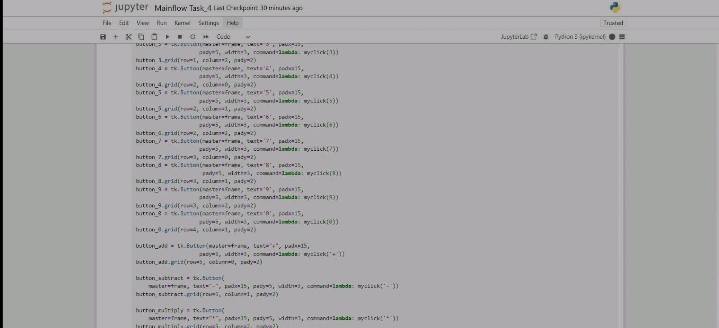 jupyter Mainflow Task_4 Last Checkpoint: 30 minutes ago
File Edit View Run Kernel Settings Help Trusted
Code JupyterLab Python 3 (ipykernel)
button_3 = tk.Button(master=frame, text='3', padx=15,
pady=5, width=3, command=lambda: myclick(3))
button_3.grid(row=1, column=2, pady=2)
button_4 = tk.Button(master=frame, text='4', padx=15,
pady=5, width=3, command=lambda: myclick(4))
button_4.grid(row=2, column=0, pady=2)
button_5 = tk.Button(master=frame, text='5', padx=15,
pady=5, width=3, command=lambda: myclick(5))
button_5.grid(row=2, column=1, pady=2)
button_6 = tk.Button(master=frame, text='6', padx=15,
pady=5, width=3, command=lambda: myclick(6))
button_6.grid(row=2, column=2, pady=2)
button_7 = tk.Button(master=frame, text='7', padx=15,
pady=5, width=3, command=lambda: myclick(7))
button_7.grid(row=3, column=0, pady=2)
button_8 = tk.Button(master=frame, text='8', padx=15,
pady=5, width=3, command=lambda: myclick(8))
button_8.grid(row=3, column=1, pady=2)
button_9 = tk.Button(master=frame, text='9', padx=15,
pady=5, width=3, command=lambda: myclick(9))
button_9.grid(row=3, column=2, pady=2)
button_0 = tk.Button(master=frame, text='0', padx=15,
pady=5, width=3, command=lambda: myclick(0))
button_0.grid(row=4, column=1, pady=2)
button_add = tk.Button(master=frame, text="+", padx=15,
pady=5, width=3, command=lambda: myclick('+'))
button_add.grid(row=5, column=0, pady=2)
button_subtract = tk.Button(
master=frame, text="-", padx=15, pady=5, width=3, command=lambda: myclick('-'))
button_subtract.grid(row=5, column=1, pady=2)
button_multiply = tk.Button(
master=frame, text="*", padx=15, pady=5, width=3, command=lambda: myclick('*'))
button_multiply.grid(row=5, column=2, pady=2)